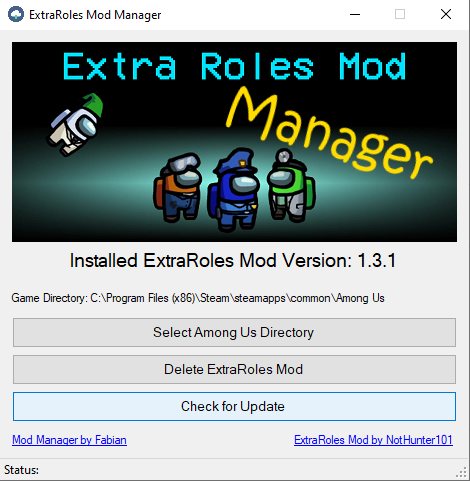 ExtraRoles Mod Manager
Extra Roles Mod
Manager
Installed ExtraRoles Mod Version: 1.3.1
Game Directory: C:\Program Files (x86)\Steam\steamapps\common\Among Us
Select Among Us Directory
Delete ExtraRoles Mod
Check for Update
Mod Manager by Fabian
ExtraRoles Mod by NotHunter101
Status: